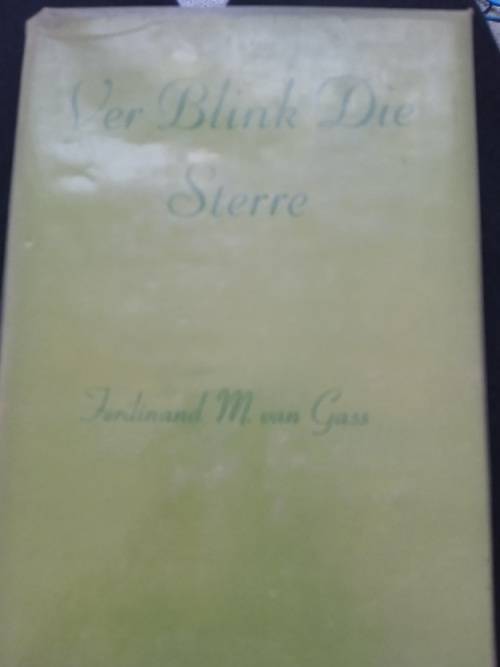 Ver Blink Die
Sterre
Ferdinand M. van Gass